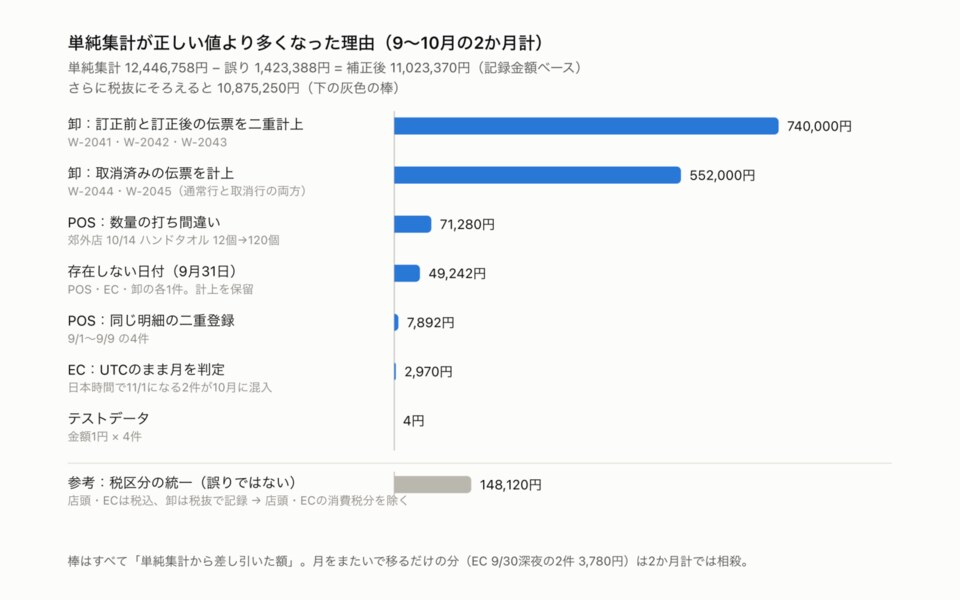 単純集計が正しい値より多くなった理由（9〜10月の2か月計）
単純集計 12,446,758円 − 誤り 1,423,388円 = 補正後 11,023,370円（記録金額ベース）
さらに税抜にそろえると 10,875,250円（下の灰色の棒）
卸：訂正前と訂正後の伝票を二重計上
W-2041・W-2042・W-2043
740,000円
卸：取消済みの伝票を計上
W-2044・W-2045（通常行と取消行の両方）
552,000円
POS：数量の打ち間違い
郊外店 10/14 ハンドタオル 12個→120個
71,280円
存在しない日付（9月31日）
POS・EC・卸の各1件。計上を保留
49,242円
POS：同じ明細の二重登録
9/1〜9/9 の4件
7,892円
EC：UTCのまま月を判定
日本時間で11/1になる2件が10月に混入
2,970円
テストデータ
金額1円 × 4件
4円
参考：税区分の統一（誤りではない）
店頭・ECは税込、卸は税抜で記録 → 店頭・ECの消費税分を除く
148,120円
棒はすべて「単純集計から差し引いた額」。月をまたいで移るだけの分（EC 9/30深夜の2件 3,780円）は2か月計では相殺。